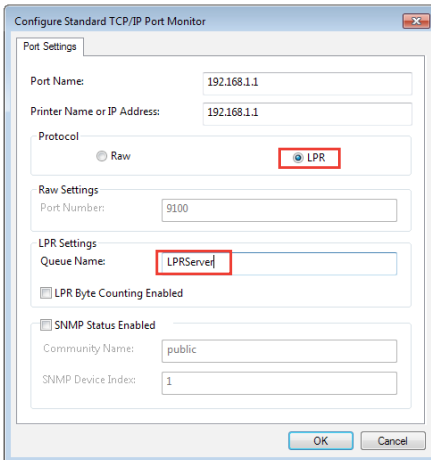 Configure Standard TCP/IP Port Monitor
Port Settings
Port Name: 192.168.1.1
Printer Name or IP Address: 192.168.1.1
Protocol
Raw LPR
Raw Settings
Port Number: 9100
LPR Settings
Queue Name: LPRServer
LPR Byte Counting Enabled
SNMP Status Enabled
Community Name: public
SNMP Device Index: 1
OK Cancel